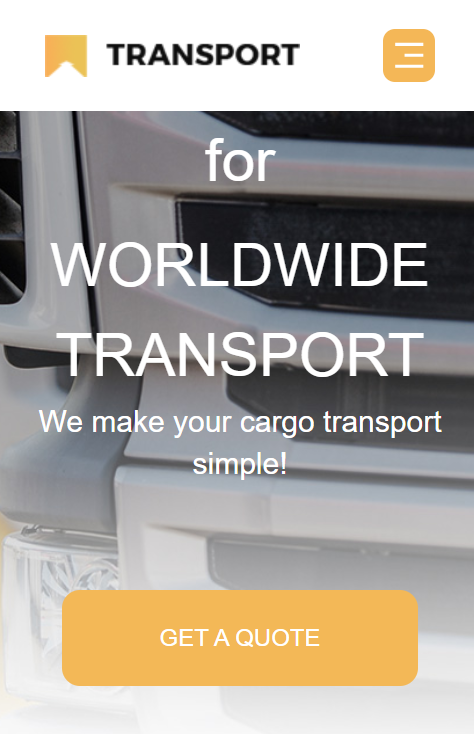 TRANSPORT
for
WORLDWIDE
TRANSPORT
We make your cargo transport
simple!
GET A QUOTE